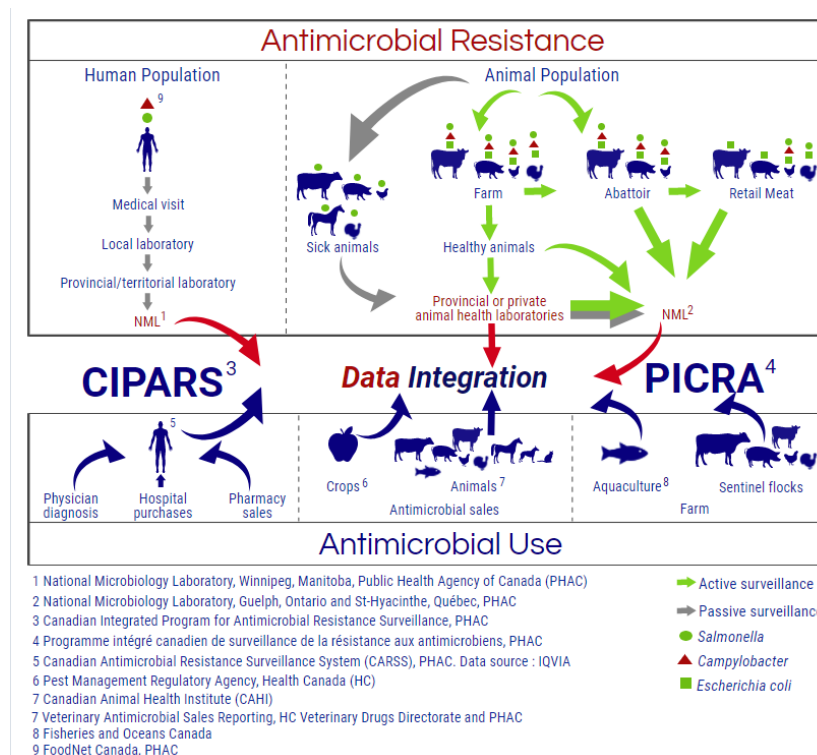 Antimicrobial Resistance
Human Population
Animal Population
9
Medical visit
Local laboratory
Provincial/territorial laboratory
NML1
Sick animals
Farm
Abattoir
Retail Meat
Healthy animals
Provincial or private
animal health laboratories
NML2
CIPARS3
Data Integration
PICRA4
5
Physician
diagnosis
Hospital
purchases
Pharmacy
sales
Crops6
Animals7
Antimicrobial sales
Aquaculture8
Sentinel flocks
Farm
Antimicrobial Use
1 National Microbiology Laboratory, Winnipeg, Manitoba, Public Health Agency of Canada (PHAC)
2 National Microbiology Laboratory, Guelph, Ontario and St-Hyacinthe, Québec, PHAC
3 Canadian Integrated Program for Antimicrobial Resistance Surveillance, PHAC
4 Programme intégré canadien de surveillance de la résistance aux antimicrobiens, PHAC
5 Canadian Antimicrobial Resistance Surveillance System (CARSS), PHAC. Data source : IQVIA
6 Pest Management Regulatory Agency, Health Canada (HC)
7 Canadian Animal Health Institute (CAHI)
7 Veterinary Antimicrobial Sales Reporting, HC Veterinary Drugs Directorate and PHAC
8 Fisheries and Oceans Canada
9 FoodNet Canada, PHAC
Active surveillance
Passive surveillance
Salmonella
Campylobacter
Escherichia coli